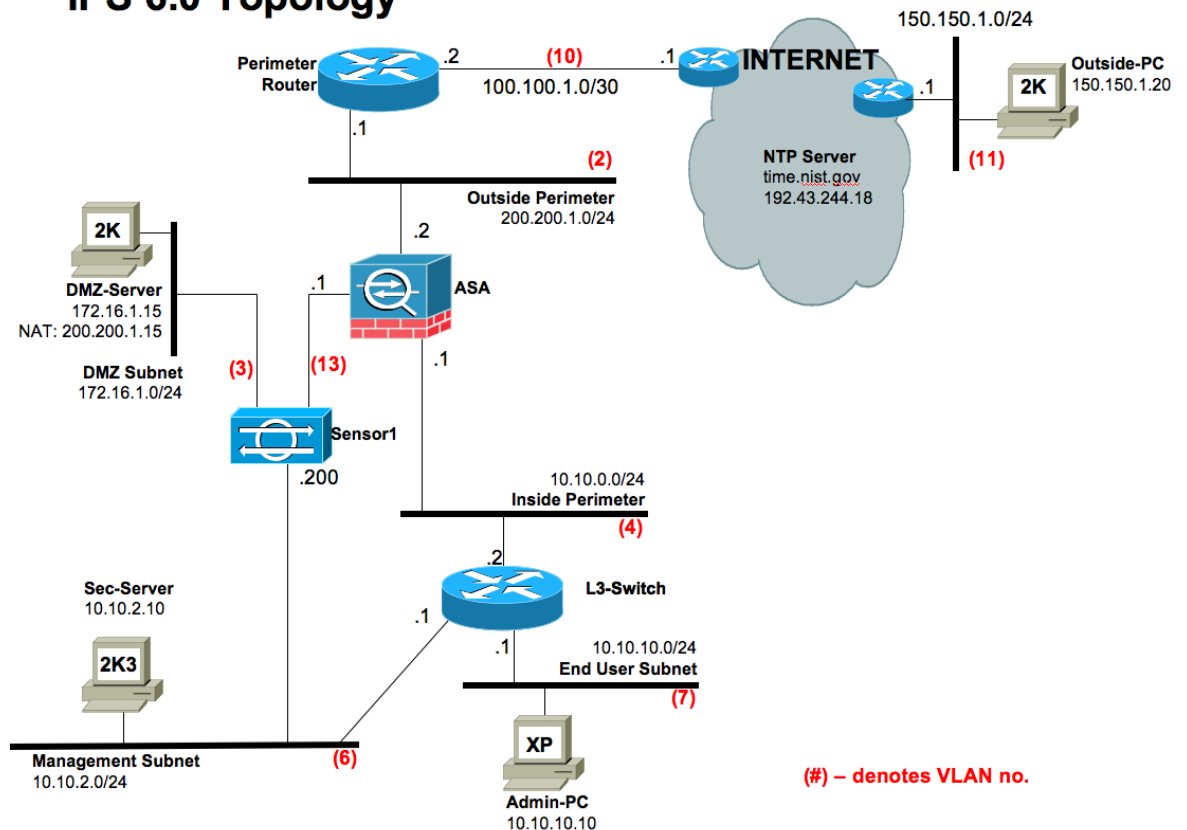 IPS 6.0 Topology
150.150.1.0/24
Perimeter
Router
.2
(10)
100.100.1.0/30
.1
INTERNET
.1
Outside-PC
150.150.1.20
2K
(11)
.1
(2)
NTP Server
time.nist.gov
192.43.244.18
Outside Perimeter
200.200.1.0/24
.2
2K
DMZ-Server
172.16.1.15
NAT: 200.200.1.15
DMZ Subnet
172.16.1.0/24
.1
ASA
.1
(3)
(13)
Sensor1
.200
10.10.0.0/24
Inside Perimeter
(4)
.2
L3-Switch
.1
.1
Sec-Server
10.10.2.10
2K3
10.10.10.0/24
End User Subnet
(7)
XP
Admin-PC
10.10.10.10
(6)
Management Subnet
10.10.2.0/24
(#) – denotes VLAN no.